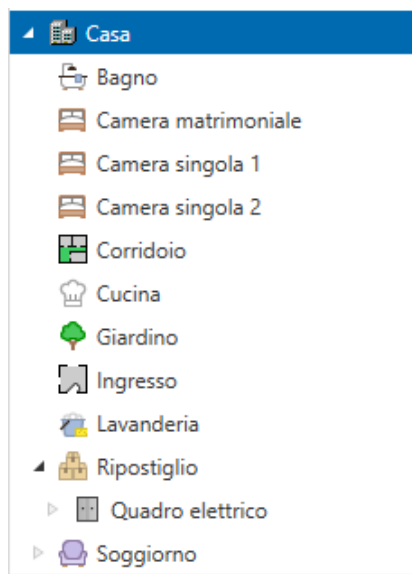 Casa
Bagno
Camera matrimoniale
Camera singola 1
Camera singola 2
Corridoio
Cucina
Giardino
Ingresso
Lavanderia
Ripostiglio
Quadro elettrico
Soggiorno